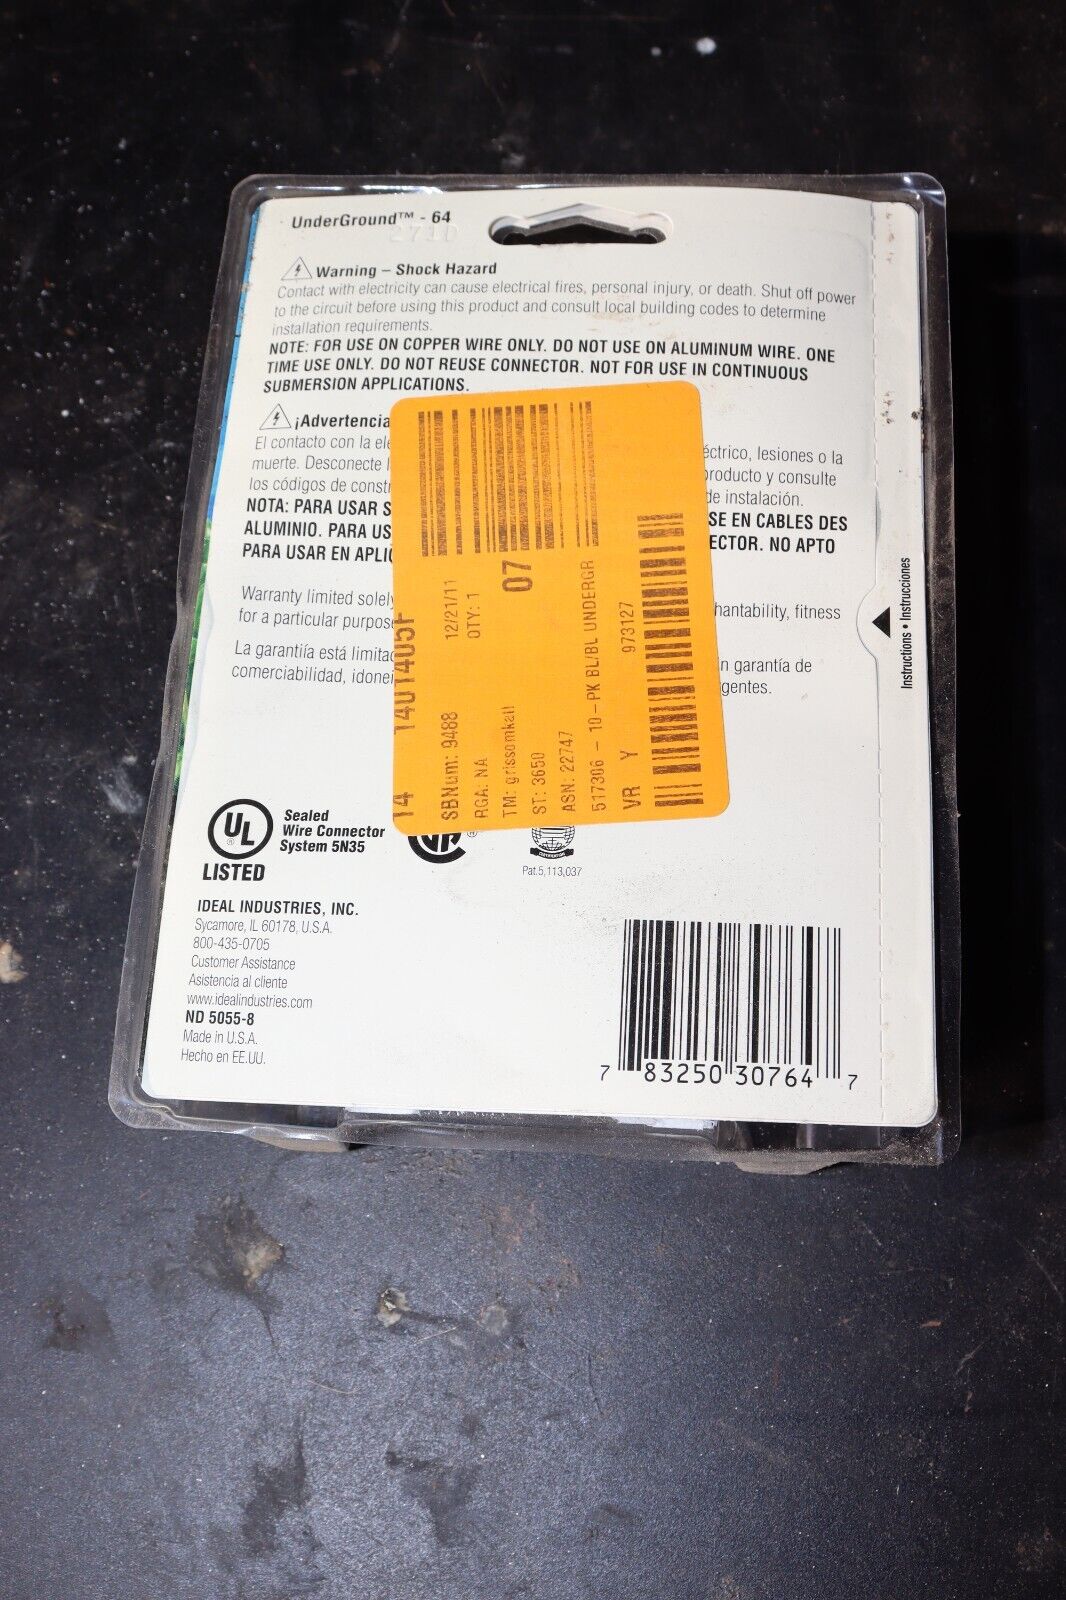 UnderGround™ - 64
2710
Warning – Shock Hazard
Contact with electricity can cause electrical fires, personal injury, or death. Shut off power
to the circuit before using this product and consult local building codes to determine
installation requirements.
NOTE: FOR USE ON COPPER WIRE ONLY. DO NOT USE ON ALUMINUM WIRE. ONE
TIME USE ONLY. DO NOT REUSE CONNECTOR. NOT FOR USE IN CONTINUOUS
SUBMERSION APPLICATIONS.
¡Advertencia
El contacto con la ele éctrico, lesiones o la
muerte. Desconecte l producto y consulte
los códigos de constr de instalación.
NOTA: PARA USAR S SE EN CABLES DES
ALUMINIO. PARA US ECTOR. NO APTO
PARA USAR EN APLIC
Warranty limited solely hantability, fitness
for a particular purpose
La garantiía está limitad n garantía de
comerciabilidad, idonei gentes.
14 1401405F
SBNum: 9488 12/21/11
RGA: NA QTY: 1
TM: grissomkall 07
ST: 3650
ASN: 22747
517306 - 10-PK BL/BL UNDERGR
VR Y 973127
Instructions • Instrucciones
UL
®
LISTED
Sealed
Wire Connector
System 5N35
®
Pat.5,113,037
IDEAL INDUSTRIES, INC.
Sycamore, IL 60178, U.S.A.
800-435-0705
Customer Assistance
Asistencia al cliente
www.idealindustries.com
ND 5055-8
Made in U.S.A.
Hecho en EE.UU.
7 83250 30764 7